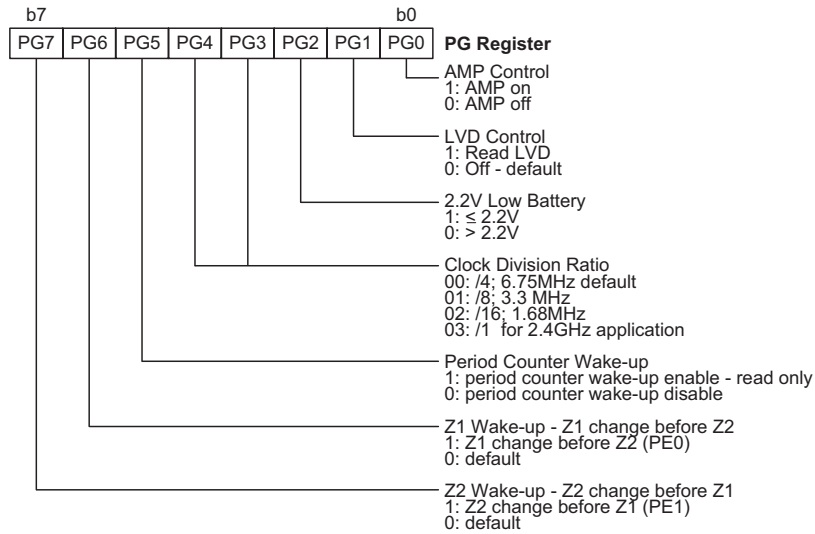 b7 b0
PG7 PG6 PG5 PG4 PG3 PG2 PG1 PG0 PG Register
AMP Control
1: AMP on
0: AMP off
LVD Control
1: Read LVD
0: Off - default
2.2V Low Battery
1: ≤ 2.2V
0: > 2.2V
Clock Division Ratio
00: /4; 6.75MHz default
01: /8; 3.3 MHz
02: /16; 1.68MHz
03: /1 for 2.4GHz application
Period Counter Wake-up
1: period counter wake-up enable - read only
0: period counter wake-up disable
Z1 Wake-up - Z1 change before Z2
1: Z1 change before Z2 (PE0)
0: default
Z2 Wake-up - Z2 change before Z1
1: Z2 change before Z1 (PE1)
0: default